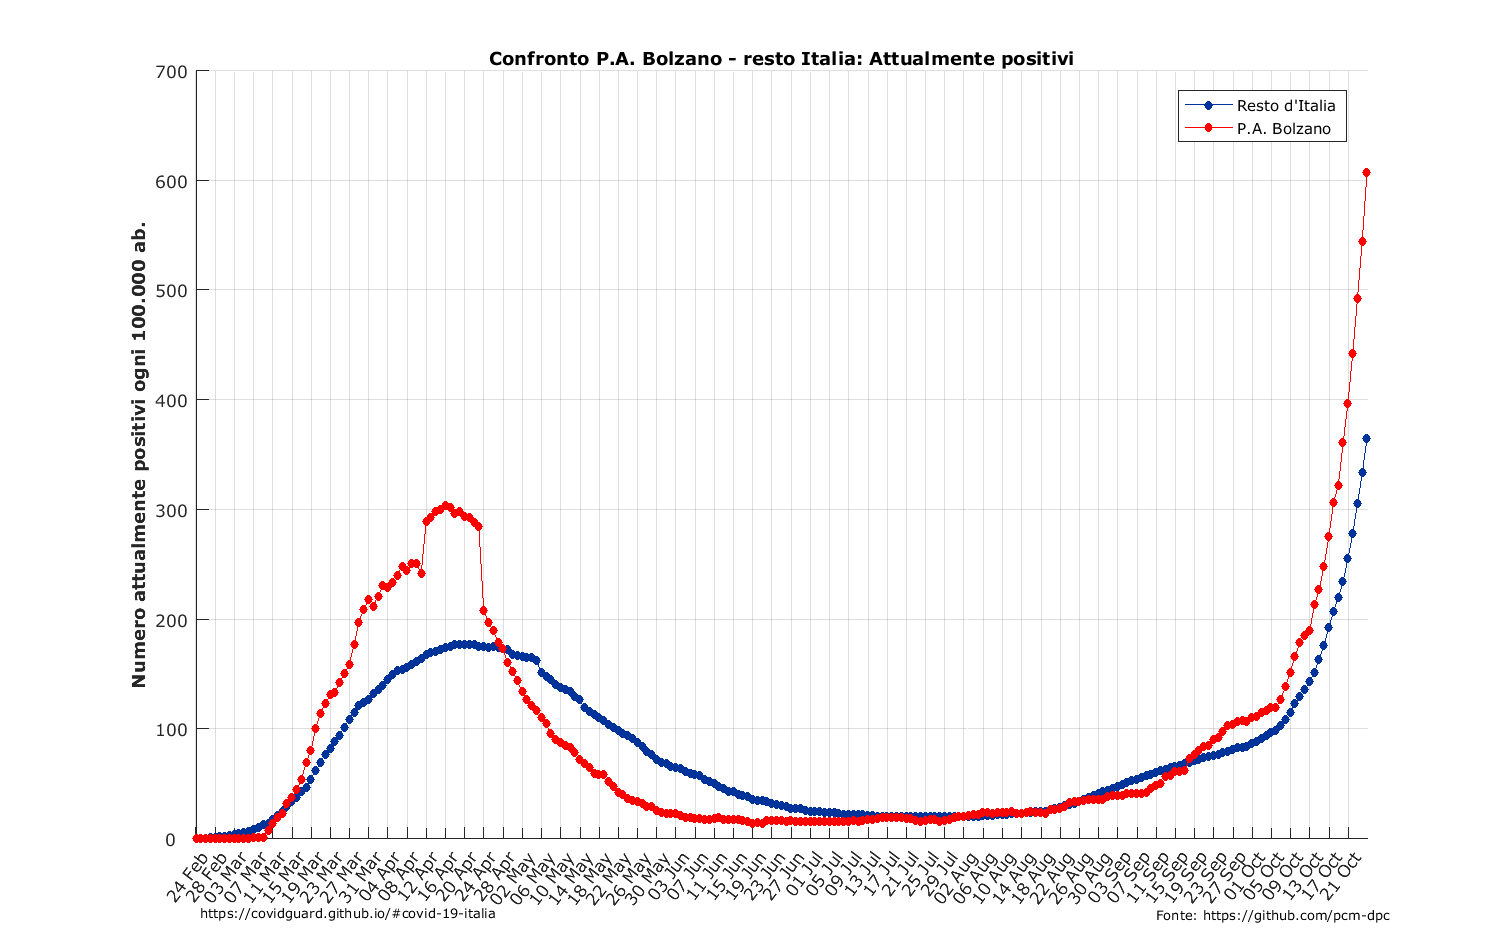 Confronto P.A. Bolzano - resto Italia: Attualmente positivi
Resto d'Italia
P.A. Bolzano
Numero attualmente positivi ogni 100.000 ab.
700
600
500
400
300
200
100
0
24 Feb
28 Feb
03 Mar
07 Mar
11 Mar
15 Mar
19 Mar
23 Mar
27 Mar
31 Mar
04 Apr
08 Apr
12 Apr
16 Apr
20 Apr
24 Apr
28 Apr
02 May
06 May
10 May
14 May
18 May
22 May
26 May
30 May
03 Jun
07 Jun
11 Jun
15 Jun
19 Jun
23 Jun
27 Jun
01 Jul
05 Jul
09 Jul
13 Jul
17 Jul
21 Jul
25 Jul
29 Jul
02 Aug
06 Aug
10 Aug
14 Aug
18 Aug
22 Aug
26 Aug
30 Aug
03 Sep
07 Sep
11 Sep
15 Sep
19 Sep
23 Sep
27 Sep
01 Oct
05 Oct
09 Oct
13 Oct
17 Oct
21 Oct
https://covidguard.github.io/#covid-19-italia
Fonte: https://github.com/pcm-dpc